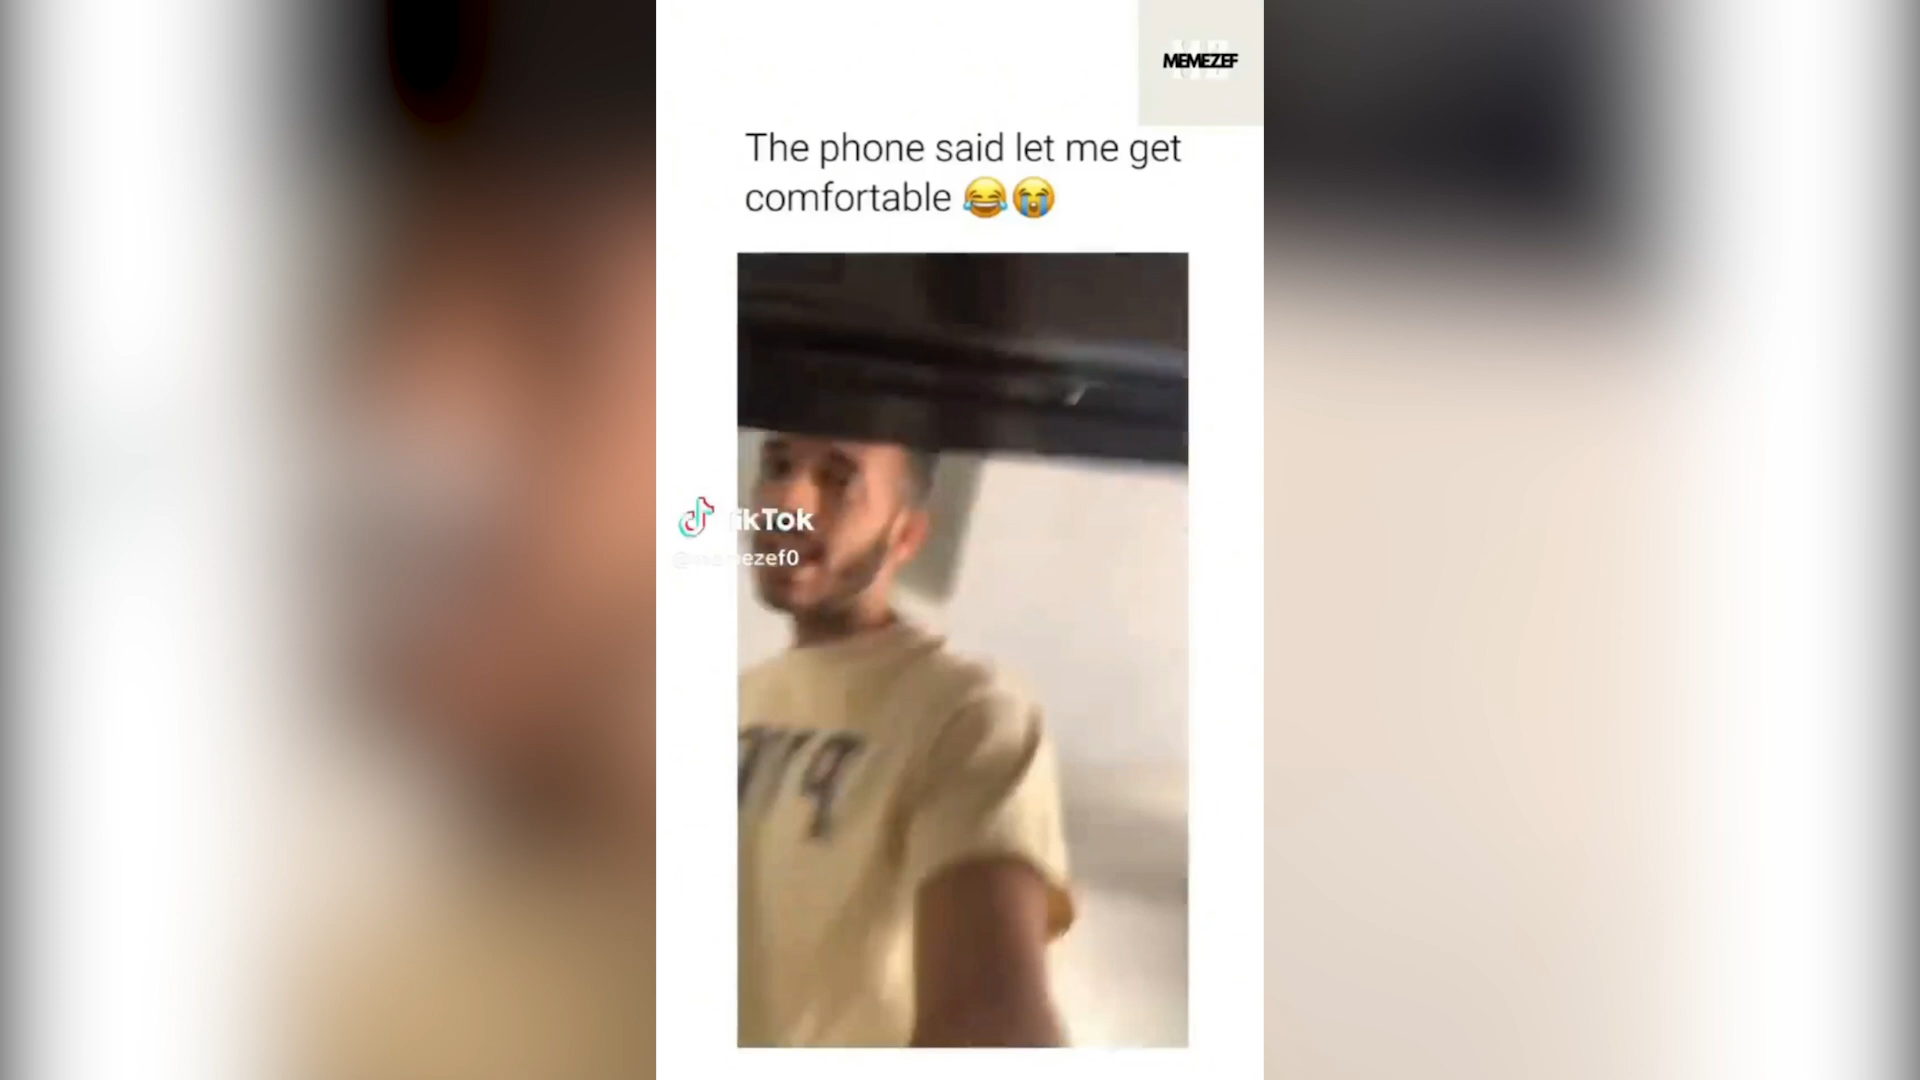 MEMEZEF
The phone said let me get
comfortable 😂😭
TikTok